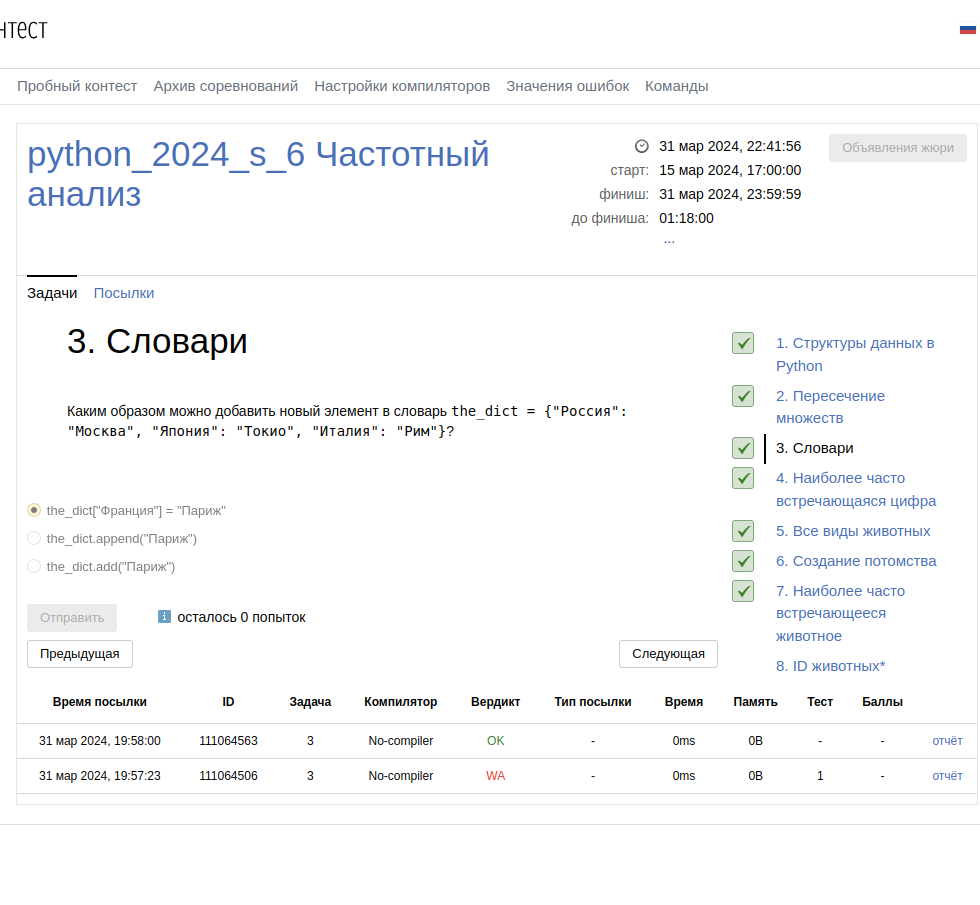 нтест
Пробный контест Архив соревнований Настройки компиляторов Значения ошибок Команды
python_2024_s_6 Частотный
анализ
31 мар 2024, 22:41:56
старт: 15 мар 2024, 17:00:00
финиш: 31 мар 2024, 23:59:59
до финиша: 01:18:00
...
Объявления жюри
Задачи Посылки
3. Словари
Каким образом можно добавить новый элемент в словарь the_dict = {"Россия":
"Москва", "Япония": "Токио", "Италия": "Рим"}?
the_dict["Франция"] = "Париж"
the_dict.append("Париж")
the_dict.add("Париж")
Отправить
осталось 0 попыток
Предыдущая
Следующая
1. Структуры данных в
Python
2. Пересечение
множеств
3. Словари
4. Наиболее часто
встречающаяся цифра
5. Все виды животных
6. Создание потомства
7. Наиболее часто
встречающееся
животное
8. ID животных*
Время посылки ID Задача Компилятор Вердикт Тип посылки Время Память Тест Баллы
31 мар 2024, 19:58:00 111064563 3 No-compiler OK - 0ms 0B - - отчёт
31 мар 2024, 19:57:23 111064506 3 No-compiler WA - 0ms 0B 1 - отчёт